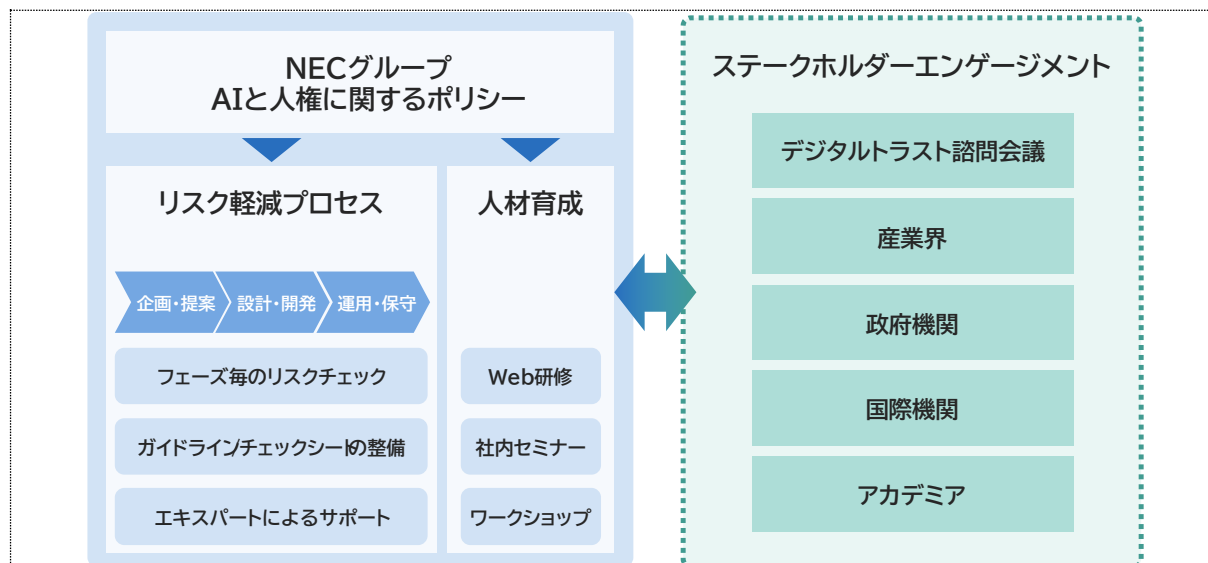 NECグループ
AIと人権に関するポリシー
リスク軽減プロセス
企画・提案
設計・開発
運用・保守
フェーズ毎のリスクチェック
ガイドライン/チェックシートの整備
エキスパートによるサポート
人材育成
Web研修
社内セミナー
ワークショップ
ステークホルダーエンゲージメント
デジタルトラスト諮問会議
産業界
政府機関
国際機関
アカデミア